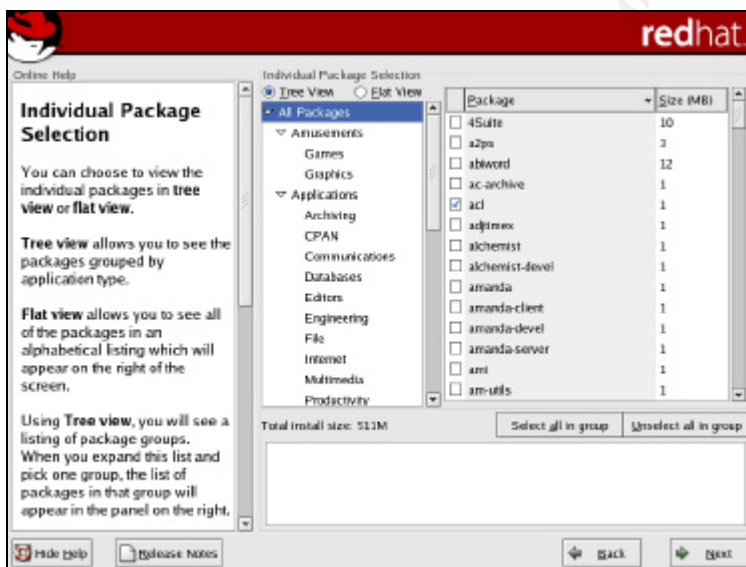 redhat.
Online Help
Individual Package
Selection
You can choose to view the
individual packages in tree
view or flat view.
Tree view allows you to see the
packages grouped by
application type.
Flat view allows you to see all
of the packages in an
alphabetical listing which will
appear on the right of the
screen.
Using Tree view, you will see a
listing of package groups.
When you expand this list and
pick one group, the list of
packages in that group will
appear in the panel on the right.
Individual Package Selection
Tree View Flat View
All Packages
Amusements
Games
Graphics
Applications
Archiving
CPAN
Communications
Databases
Editors
Engineering
File
Internet
Multimedia
Productivity
Package Size (MB)
4Suite 10
a2ps 3
abiword 12
ac-archive 1
acl 1
adjtimex 1
alchemist 1
alchemist-devel 1
amanda 1
amanda-client 1
amanda-devel 1
amanda-server 1
ami 1
am-utils 1
Total install size: 511M
Select all in group Unselect all in group
Hide Help Release Notes Back Next